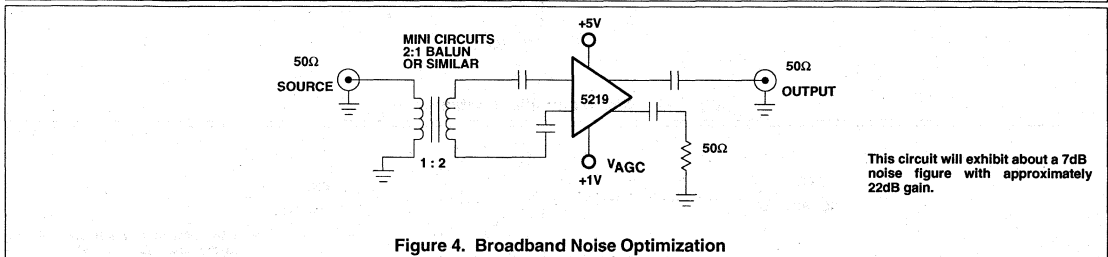 +5V
MINI CIRCUITS
2:1 BALUN
OR SIMILAR
50Ω
SOURCE
5219
50Ω
OUTPUT
1 : 2
VAGC
+1V
50Ω
This circuit will exhibit about a 7dB
noise figure with approximately
22dB gain.
Figure 4. Broadband Noise Optimization